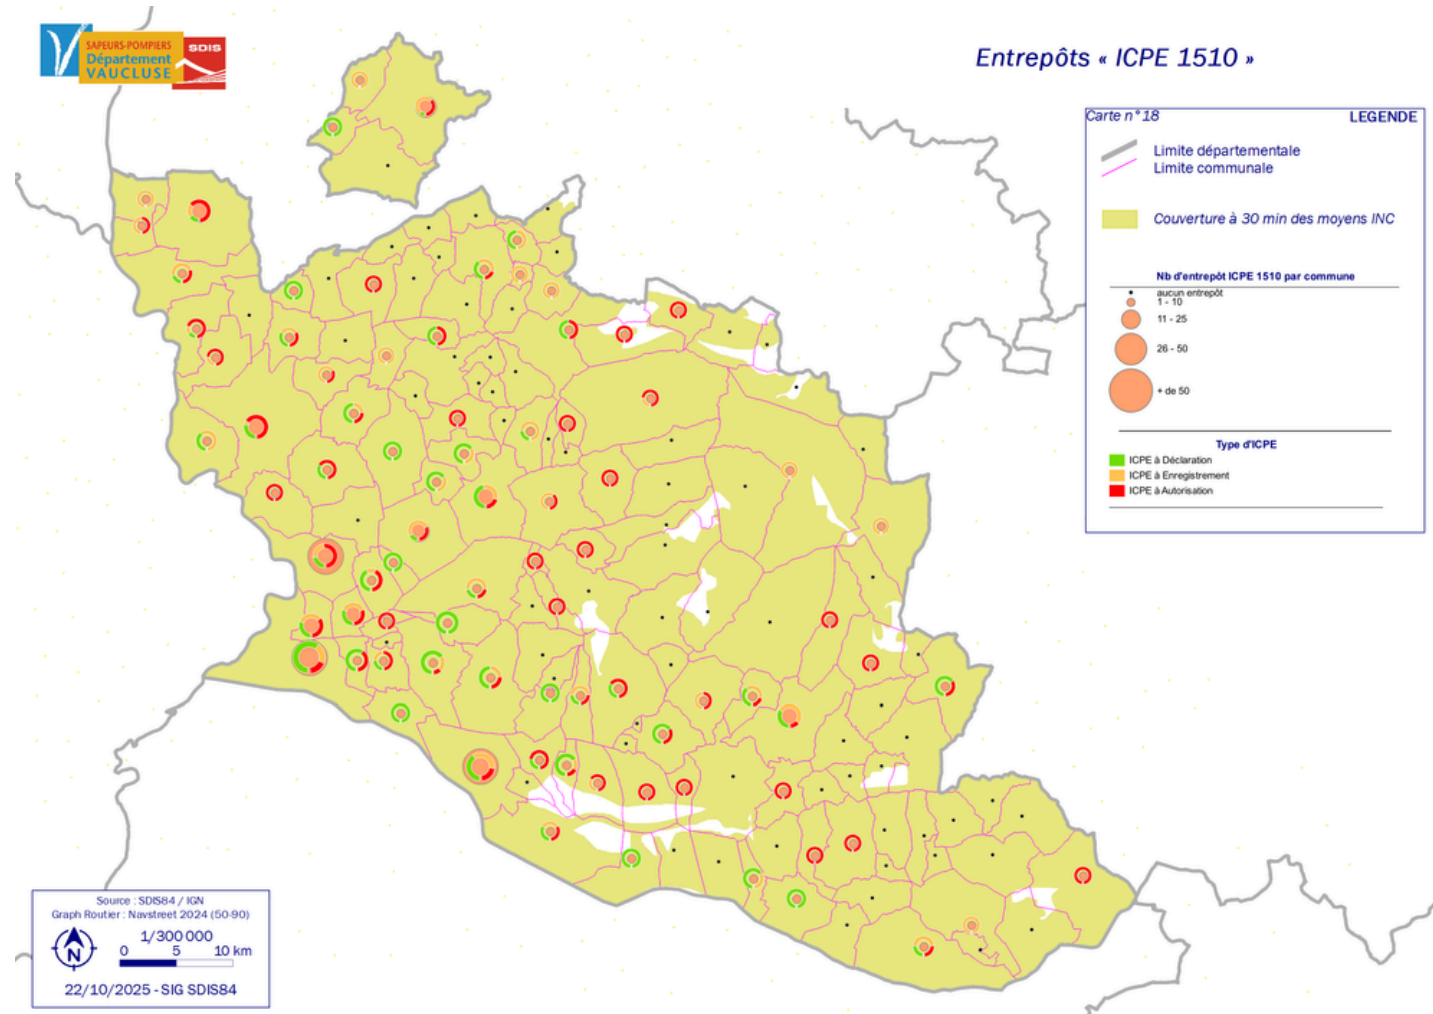 SAPEURS-POMPIERS
Département
VAUCLUSE
SDIS
Entrepôts « ICPE 1510 »
Carte n°18
LEGENDE
Limite départementale
Limite communale
Couverture à 30 min des moyens INC
Nb d'entrepôt ICPE 1510 par commune
aucun entrepôt
1 - 10
11 - 25
26 - 50
+ de 50
Type d'ICPE
ICPE à Déclaration
ICPE à Enregistrement
ICPE à Autorisation
Source : SDIS84 / IGN
Graph Routier : Navstreet 2024 (50-90)
N
1/300 000
0 5 10 km
22/10/2025 - SIG SDIS84